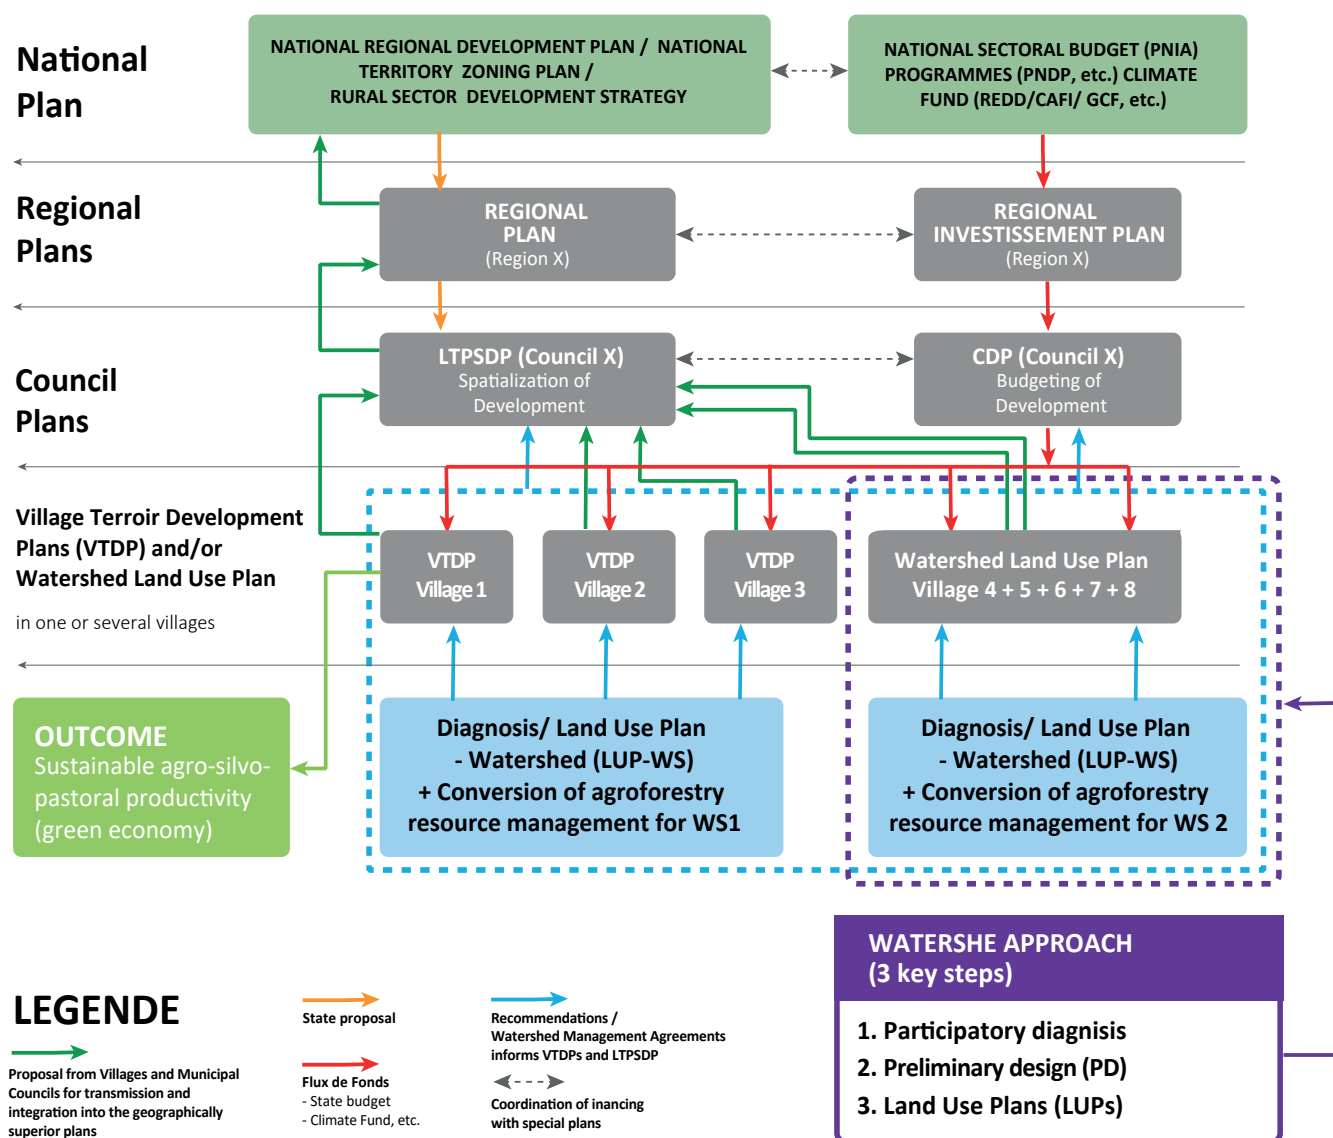 National
Plan
NATIONAL REGIONAL DEVELOPMENT PLAN / NATIONAL
TERRITORY ZONING PLAN /
RURAL SECTOR DEVELOPMENT STRATEGY
NATIONAL SECTORAL BUDGET (PNIA)
PROGRAMMES (PNDP, etc.) CLIMATE
FUND (REDD/CAFI/ GCF, etc.)
Regional
Plans
REGIONAL
PLAN
(Region X)
REGIONAL
INVESTISSEMENT PLAN
(Region X)
Council
Plans
LTPSDP (Council X)
Spatialization of
Development
CDP (Council X)
Budgeting of
Development
Village Terroir Development
Plans (VTDP) and/or
Watershed Land Use Plan
in one or several villages
VTDP
Village 1
VTDP
Village 2
VTDP
Village 3
Watershed Land Use Plan
Village 4 + 5 + 6 + 7 + 8
OUTCOME
Sustainable agro-silvo-
pastoral productivity
(green economy)
Diagnosis/ Land Use Plan
- Watershed (LUP-WS)
+ Conversion of agroforestry
resource management for WS1
Diagnosis/ Land Use Plan
- Watershed (LUP-WS)
+ Conversion of agroforestry
resource management for WS 2
WATERSHE APPROACH
(3 key steps)
1. Participatory diagnisis
2. Preliminary design (PD)
3. Land Use Plans (LUPs)
LEGENDE
Proposal from Villages and Municipal
Councils for transmission and
integration into the geographically
superior plans
State proposal
Flux de Fonds
- State budget
- Climate Fund, etc.
Recommendations /
Watershed Management Agreements
informs VTDPs and LTPSDP
Coordination of inancing
with special plans